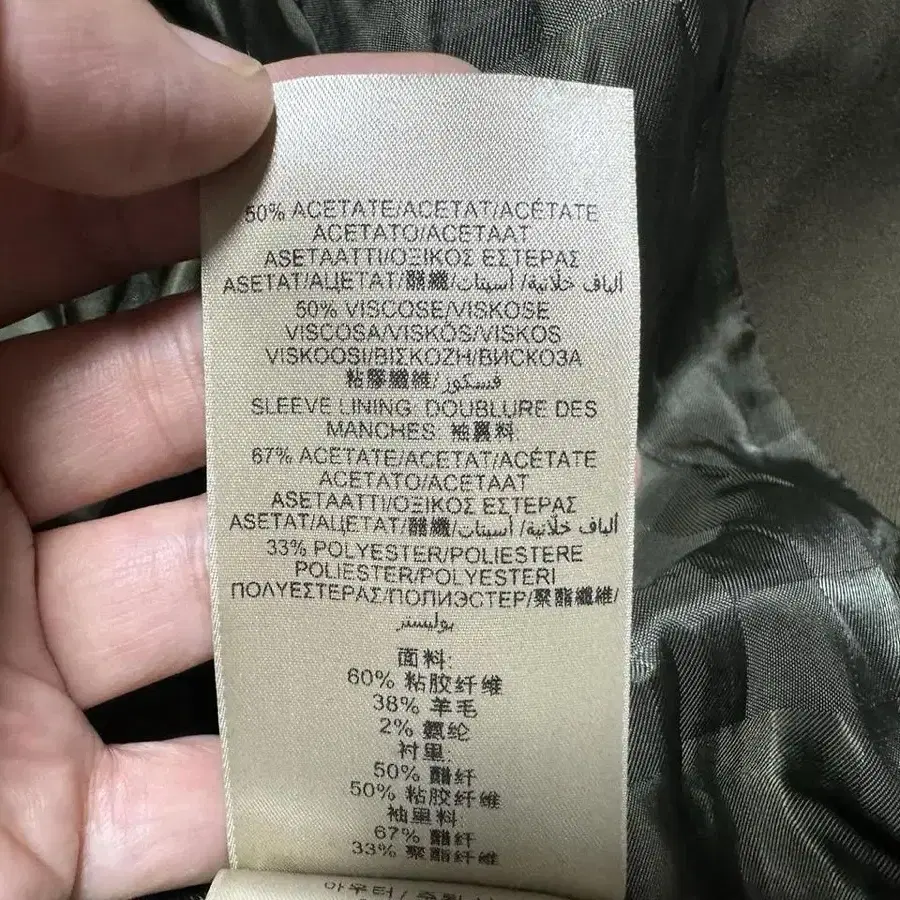 50% ACETATE/ACETAT/ACÉTATE
ACETATO/ACETAAT
ASETAATTI/ΟΞΙΚΟΣ ΕΣΤΕΡΑΣ
ASETAT/АЦЕТАТ/醋纖/أسيتات/ ألياف خلانية
50% VISCOSE/VISKOSE
VISCOSA/VISKÓS/VISKOS
VISKOOSI/ΒΙΣΚΟΖΗ/ВИСКОЗА
粘膠纖維/فسكوز
SLEEVE LINING: DOUBLURE DES
MANCHES: 袖裏料:
67% ACETATE/ACETAT/ACÉTATE
ACETATO/ACETAAT
ASETAATTI/ΟΞΙΚΟΣ ΕΣΤΕΡΑΣ
ASETAT/АЦЕТАТ/醋纖/أسيتات/ ألياف خلانية
33% POLYESTER/POLIESTERE
POLIESTER/POLYESTERI
ΠΟΛΥΕΣΤΕΡΑΣ/ПОПИЭСТЕР/聚酯纖維/
بوليستر
面料:
60% 粘胶纤维
38% 羊毛
2% 氨纶
衬里:
50% 醋纤
50% 粘胶纤维
袖里料:
67% 醋纤
33% 聚酯纤维